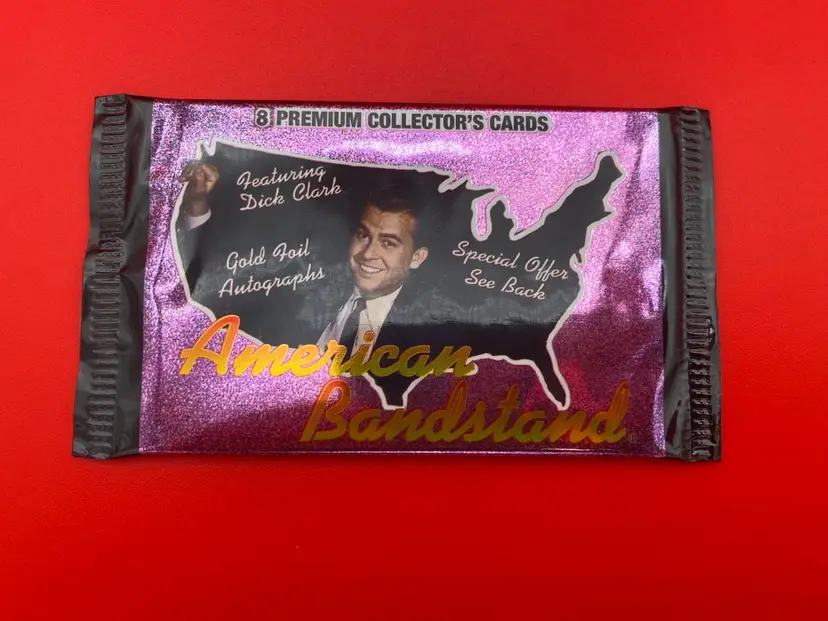 8 PREMIUM COLLECTOR'S CARDS
Featuring
Dick Clark
Gold Foil
Autographs
Special Offer
See Back
American
Bandstand®